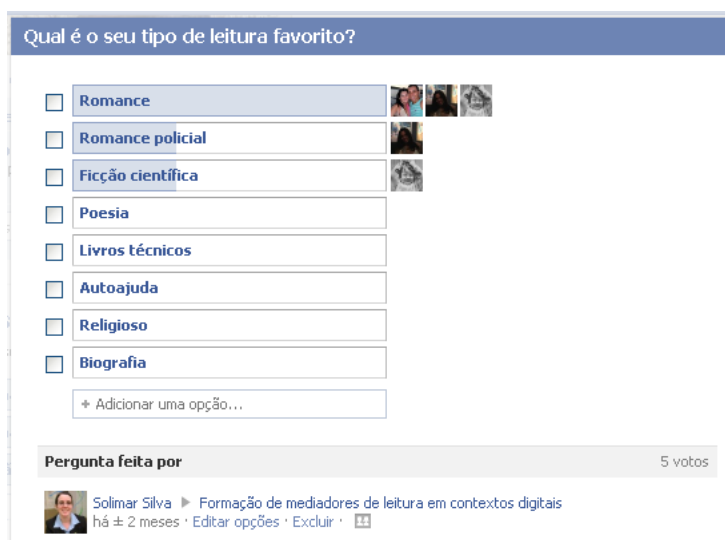 Qual é o seu tipo de leitura favorito?
Romance
Romance policial
Ficção científica
Poesia
Livros técnicos
Autoajuda
Religioso
Biografia
+ Adicionar uma opção...
Pergunta feita por 5 votos
Solimar Silva ▶ Formação de mediadores de leitura em contextos digitais
há ± 2 meses · Editar opções · Excluir ·